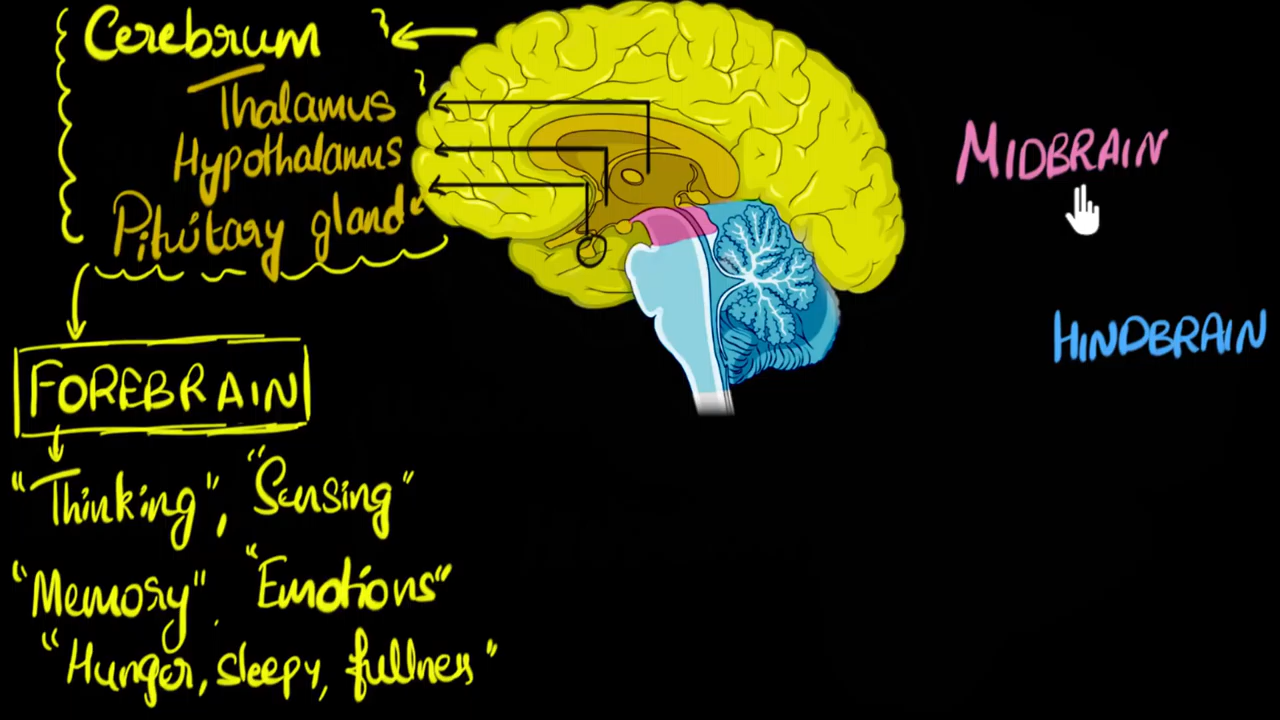 Cerebrum
Thalamus
Hypothalamus
Pituitary gland
MIDBRAIN
HINDBRAIN
FOREBRAIN
"Thinking", "Sensing"
"Memory". "Emotions"
"Hunger, sleepy, fullness"